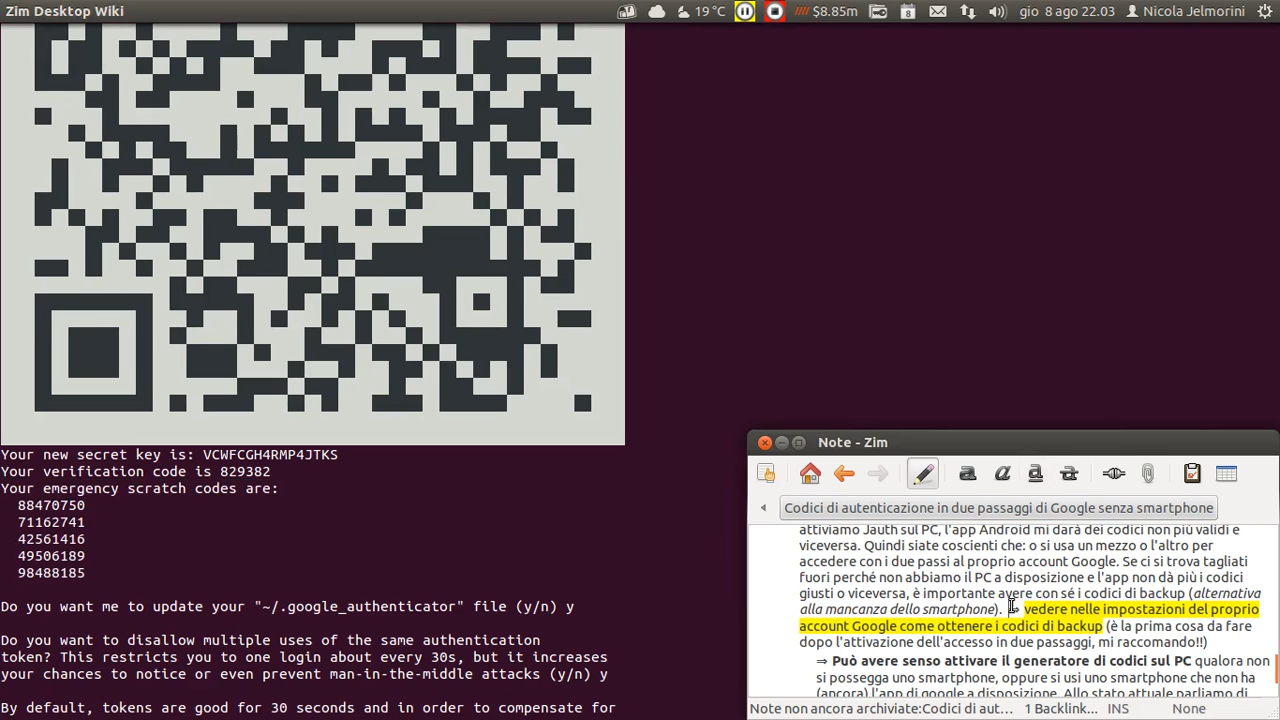 Zim Desktop Wiki
19 °C
$8.85m
8
gio 8 ago 22.03
Nicola Jelmorini
Your new secret key is: VCWFCGH4RMP4JTKS
Your verification code is 829382
Your emergency scratch codes are:
88470750
71162741
42561416
49506189
98488185
Do you want me to update your "~/.google_authenticator" file (y/n) y
Do you want to disallow multiple uses of the same authentication
token? This restricts you to one login about every 30s, but it increases
your chances to notice or even prevent man-in-the-middle attacks (y/n) y
By default, tokens are good for 30 seconds and in order to compensate for
Note - Zim
a a a a
Codici di autenticazione in due passaggi di Google senza smartphone
attiviamo Jauth sul PC, l'app Android mi darà dei codici non più validi e
viceversa. Quindi siate coscienti che: o si usa un mezzo o l'altro per
accedere con i due passi al proprio account Google. Se ci si trova tagliati
fuori perché non abbiamo il PC a disposizione e l'app non dà più i codici
giusti o viceversa, è importante avere con sé i codici di backup (alternativa
alla mancanza dello smartphone). ⇒ vedere nelle impostazioni del proprio
account Google come ottenere i codici di backup (è la prima cosa da fare
dopo l'attivazione dell'accesso in due passaggi, mi raccomando!!)
⇒ Può avere senso attivare il generatore di codici sul PC qualora non
si possegga uno smartphone, oppure si usi uno smartphone che non ha
(ancora) l'app di google a disposizione. Allo stato attuale parliamo di
Note non ancora archiviate:Codici di aut... 1 Backlink... INS None